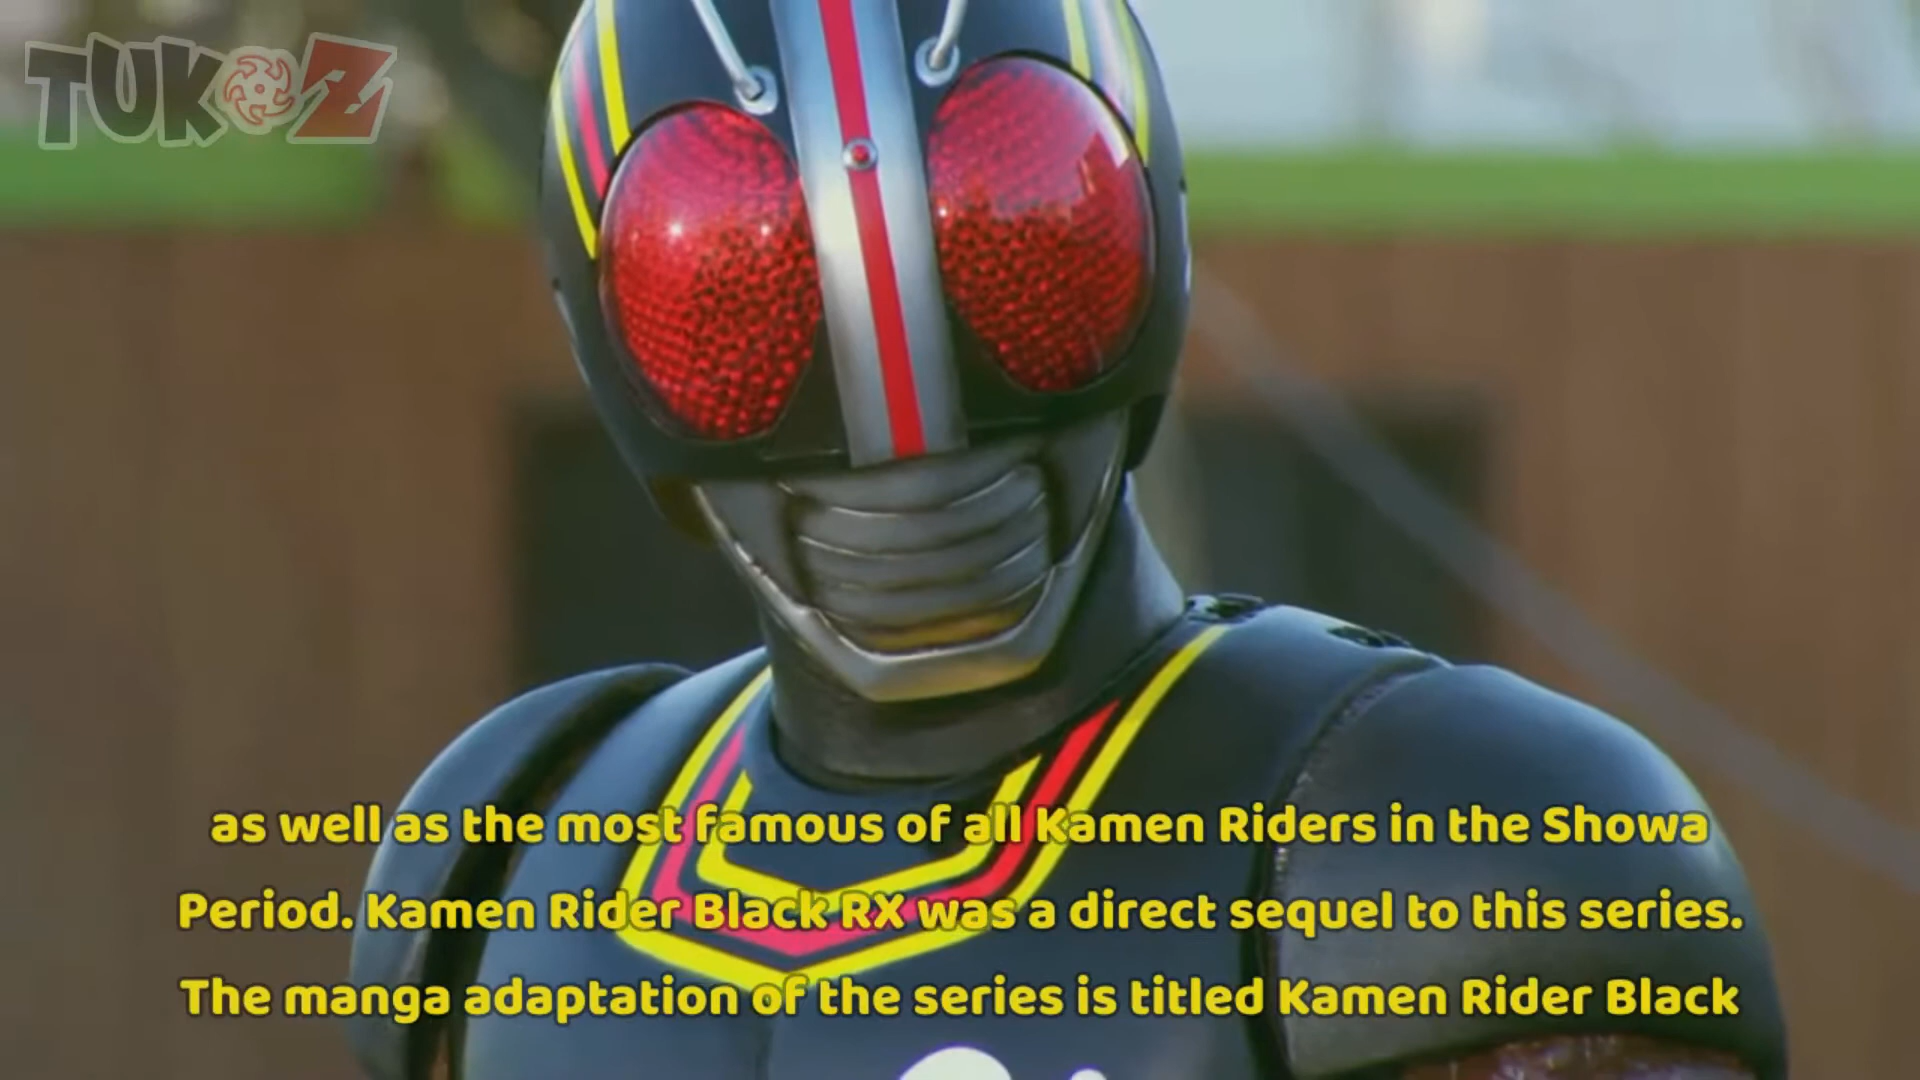 TUKOZ
as well as the most famous of all Kamen Riders in the Showa
Period. Kamen Rider Black RX was a direct sequel to this series.
The manga adaptation of the series is titled Kamen Rider Black